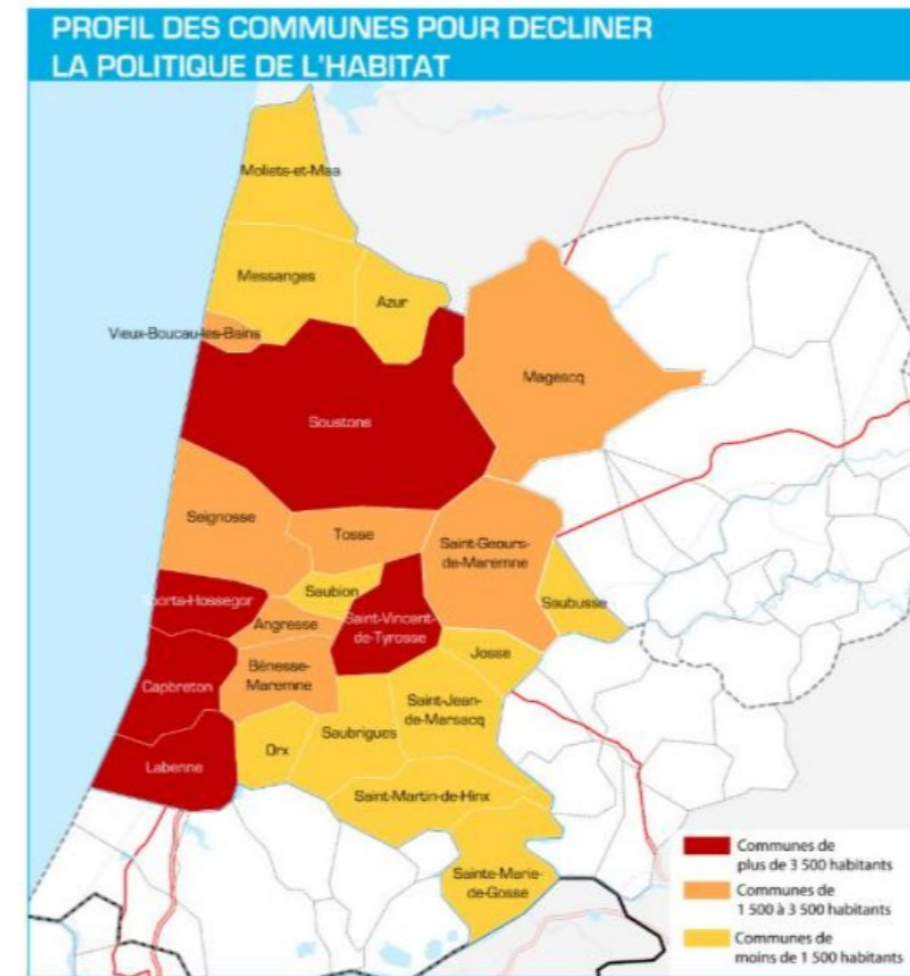 PROFIL DES COMMUNES POUR DECLINER
LA POLITIQUE DE L'HABITAT
Moliets-et-Maa
Messanges
Azur
Vieux-Boucau-les-Bains
Magescq
Soustons
Seignosse
Tosse
Saint-Geours-
de-Maremne
Saubion
Saubusse
Soorts-Hossegor
Angresse
Saint-Vincent-
de-Tyrosse
Josse
Bénesse-
Maremne
Capbreton
Saint-Jean-
de-Marsacq
Orx
Saubrigues
Labenne
Saint-Martin-de-Hinx
Sainte-Marie-
de-Gosse
Communes de
plus de 3 500 habitants
Communes de
1 500 à 3 500 habitants
Communes de
moins de 1 500 habitants